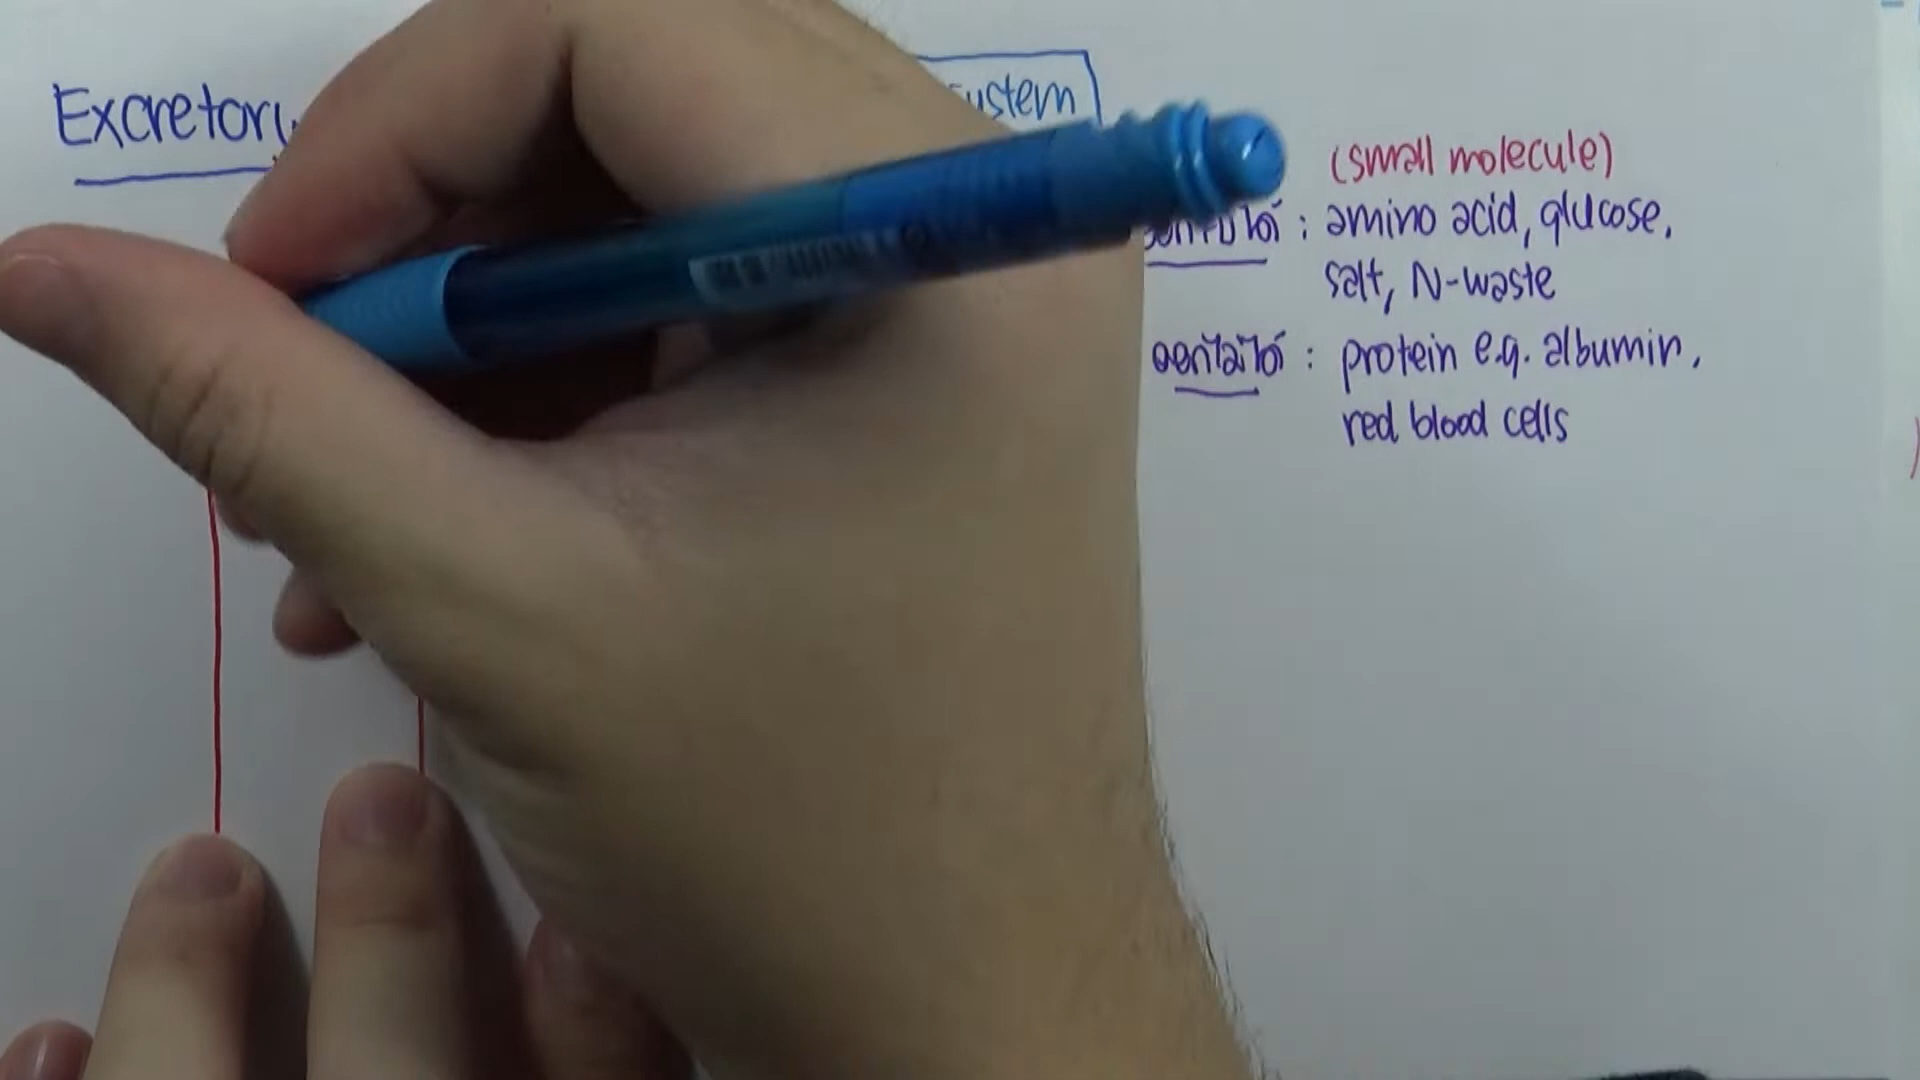 Excretory
system
(small molecule)
: amino acid, glucose,
salt, N-waste
ออกไม่ได้ : protein e.g. albumin,
red blood cells